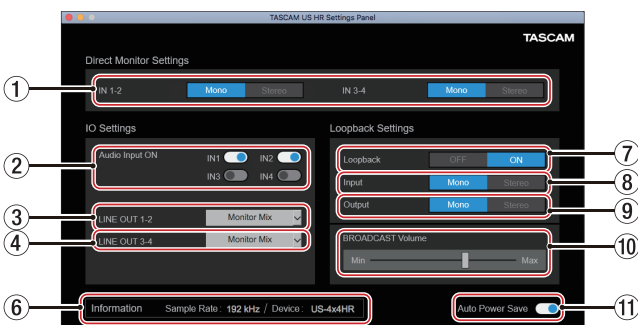 TASCAM US HR Settings Panel
TASCAM
Direct Monitor Settings
① IN 1-2 Mono Stereo IN 3-4 Mono Stereo
IO Settings
② Audio Input ON IN1 IN2
IN3 IN4
③ LINE OUT 1-2 Monitor Mix
④ LINE OUT 3-4 Monitor Mix
Loopback Settings
Loopback OFF ON ⑦
Input Mono Stereo ⑧
Output Mono Stereo ⑨
BROADCAST Volume ⑩
Min Max
⑥ Information Sample Rate : 192 kHz / Device : US-4x4HR
Auto Power Save ⑪